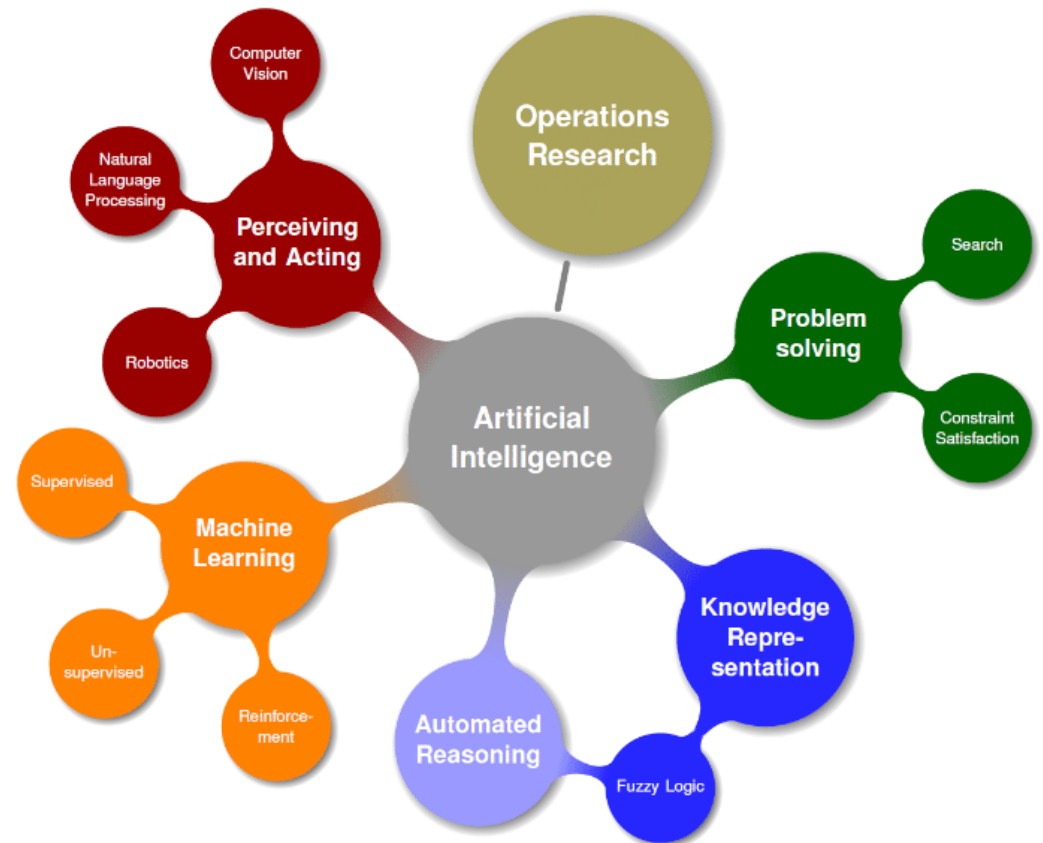 Computer
Vision
Operations
Research
Natural
Language
Processing
Perceiving
and Acting
Robotics
Search
Problem
solving
Constraint
Satisfaction
Artificial
Intelligence
Supervised
Machine
Learning
Un-
supervised
Reinforce-
ment
Knowledge
Repre-
sentation
Automated
Reasoning
Fuzzy Logic